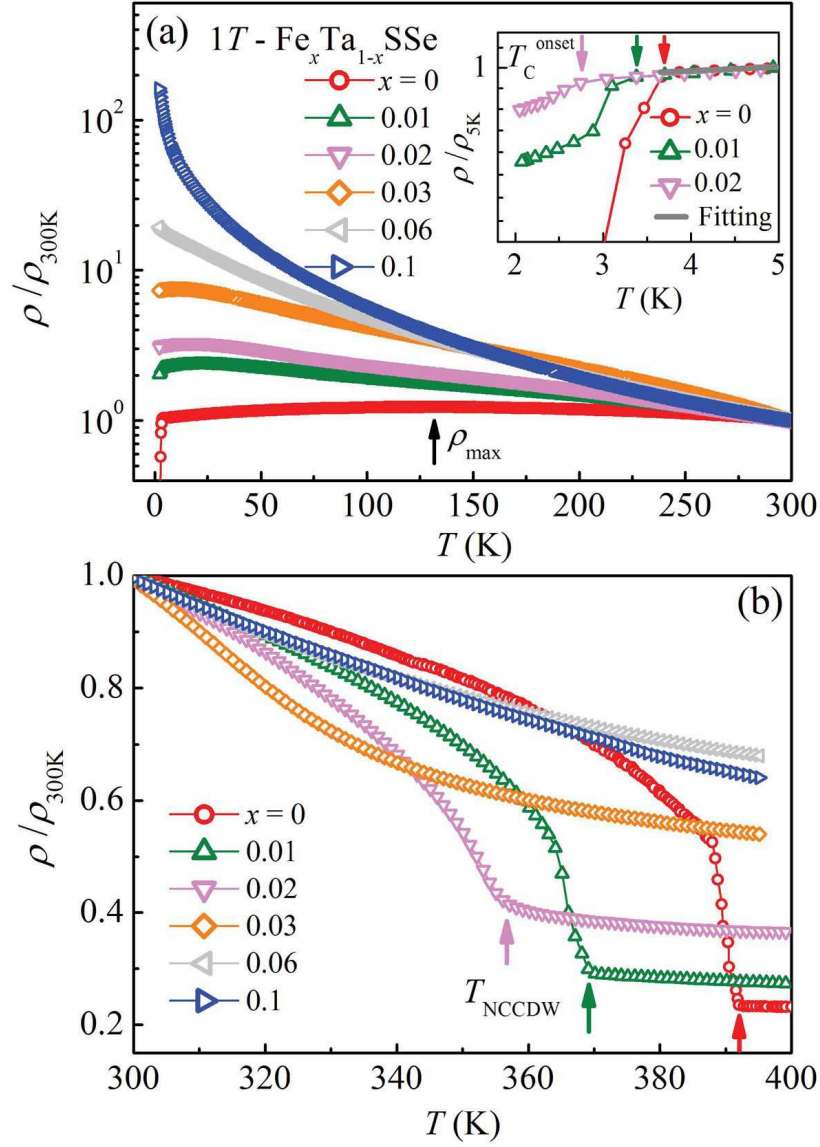 (a) 1T - FeₓTa₁₋ₓSSe
x = 0
0.01
0.02
0.03
0.06
0.1
10²
10¹
10⁰
ρ/ρ300K
ρmax
0 50 100 150 200 250 300
T (K)
TC onset
1
ρ/ρ5K
x = 0
0.01
0.02
Fitting
2 3 4 5
T (K)
(b)
1.0
0.8
0.6
0.4
0.2
ρ/ρ300K
x = 0
0.01
0.02
0.03
0.06
0.1
TNCCDW
300 320 340 360 380 400
T (K)